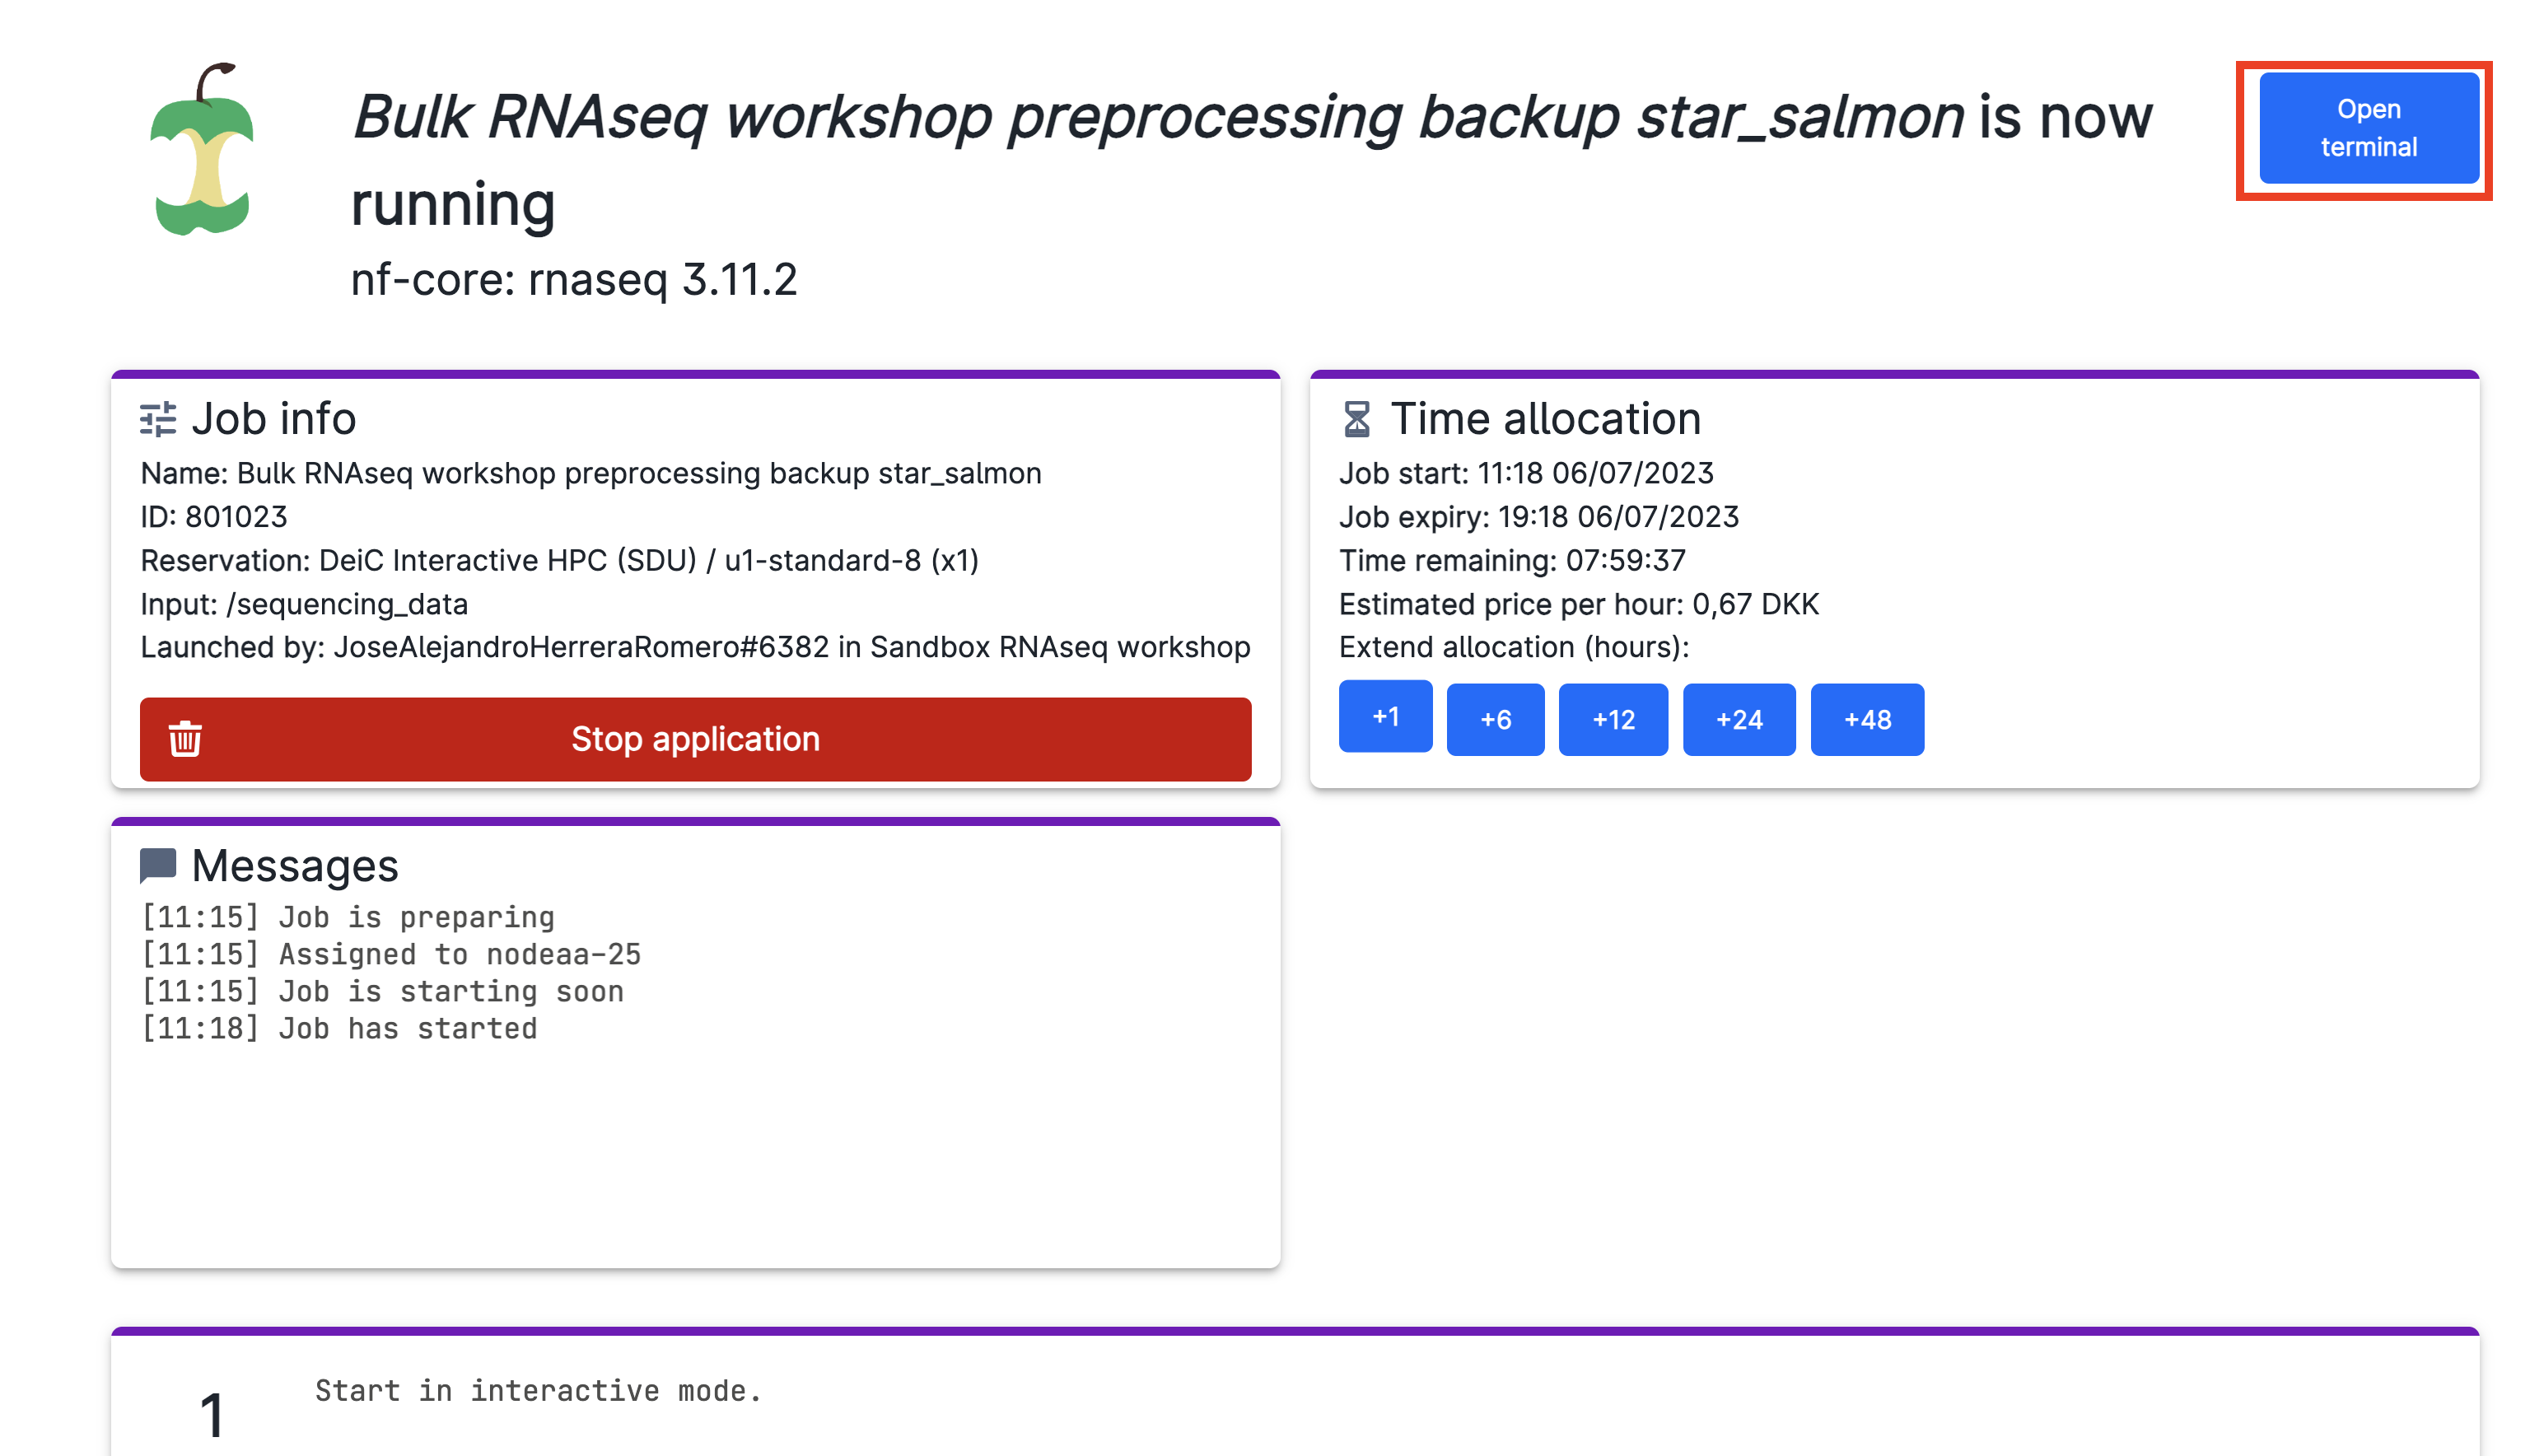 Bulk RNAseq workshop preprocessing backup star_salmon is now
running
nf-core: rnaseq 3.11.2
Open
terminal
Job info
Name: Bulk RNAseq workshop preprocessing backup star_salmon
ID: 801023
Reservation: DeiC Interactive HPC (SDU) / u1-standard-8 (x1)
Input: /sequencing_data
Launched by: JoseAlejandroHerreraRomero#6382 in Sandbox RNAseq workshop
Stop application
Time allocation
Job start: 11:18 06/07/2023
Job expiry: 19:18 06/07/2023
Time remaining: 07:59:37
Estimated price per hour: 0,67 DKK
Extend allocation (hours):
+1 +6 +12 +24 +48
Messages
[11:15] Job is preparing
[11:15] Assigned to nodeaa-25
[11:15] Job is starting soon
[11:18] Job has started
1
Start in interactive mode.